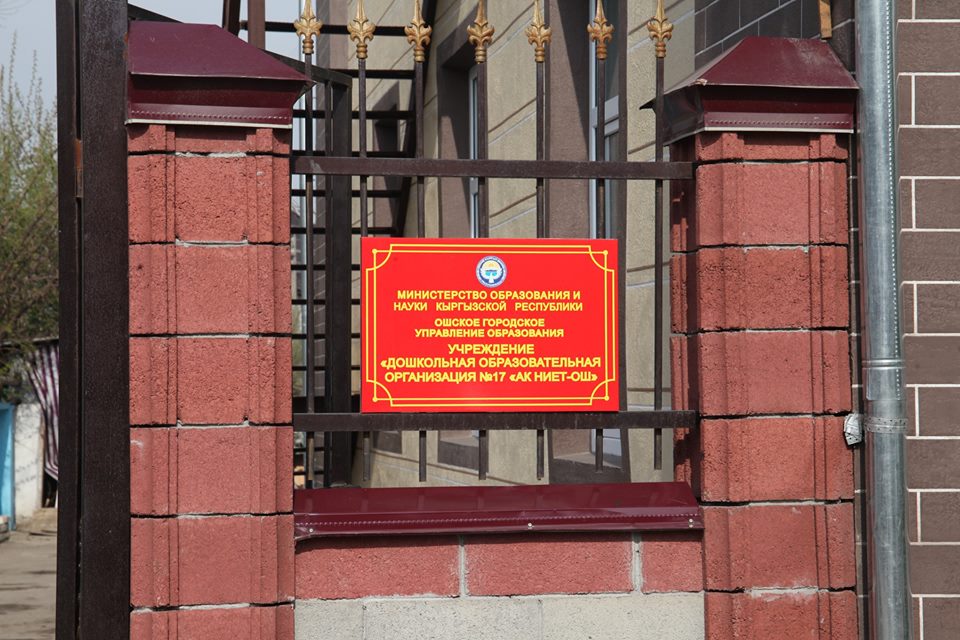 МИНИСТЕРСТВО ОБРАЗОВАНИЯ И
НАУКИ КЫРГЫЗСКОЙ РЕСПУБЛИКИ
ОШСКОЕ ГОРОДСКОЕ
УПРАВЛЕНИЕ ОБРАЗОВАНИЯ
УЧРЕЖДЕНИЕ
«ДОШКОЛЬНАЯ ОБРАЗОВАТЕЛЬНАЯ
ОРГАНИЗАЦИЯ №17 «АК НИЕТ-ОШ»